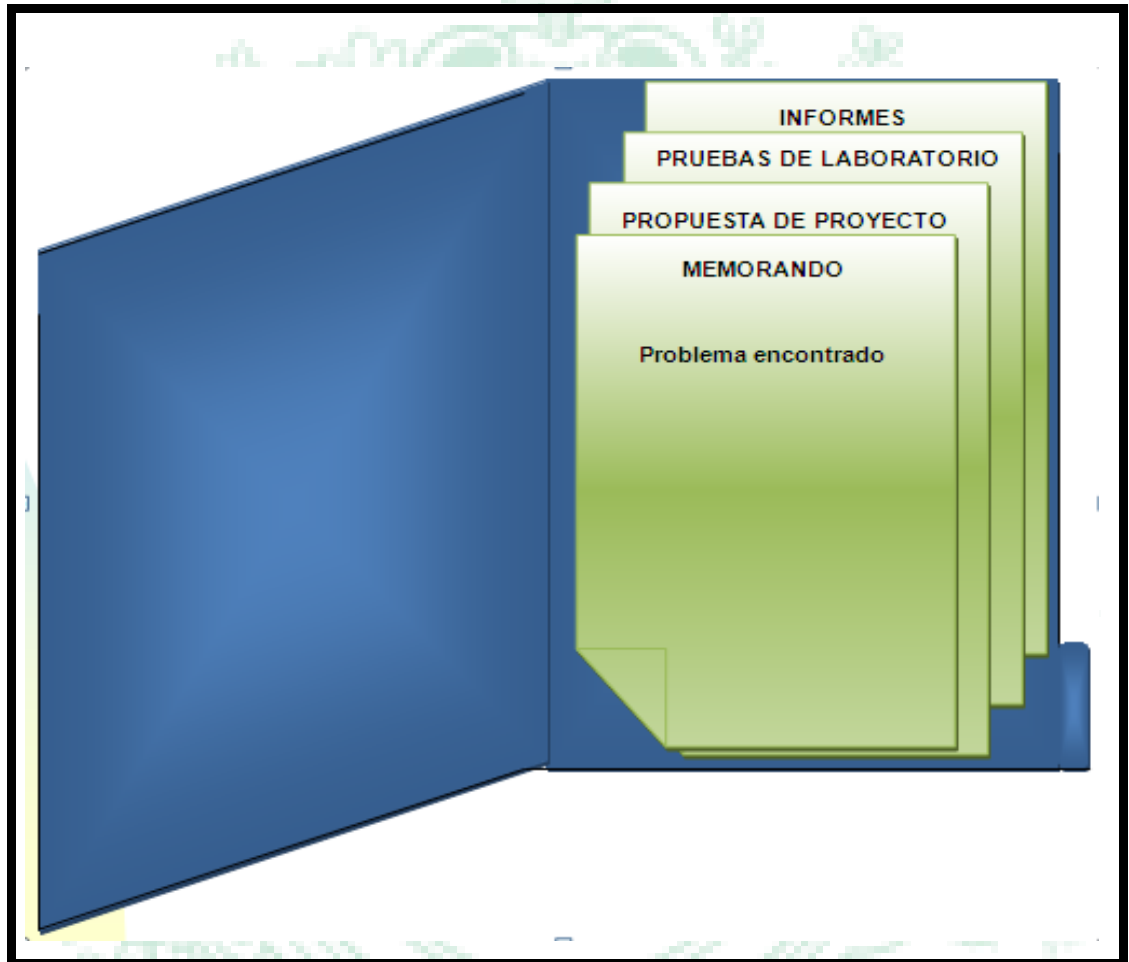 INFORMES
PRUEBAS DE LABORATORIO
PROPUESTA DE PROYECTO
MEMORANDO
Problema encontrado